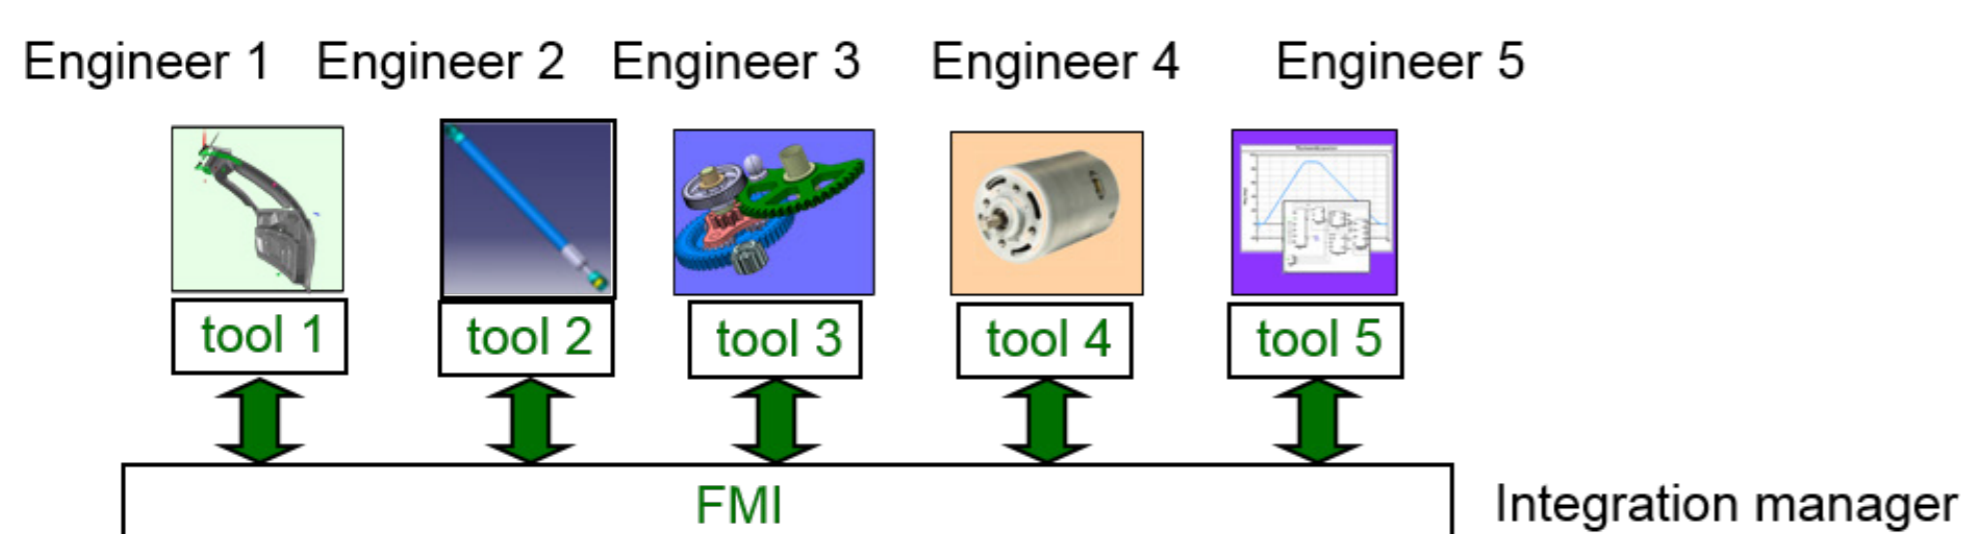 Engineer 1 Engineer 2 Engineer 3 Engineer 4 Engineer 5
tool 1 tool 2 tool 3 tool 4 tool 5
FMI
Integration manager